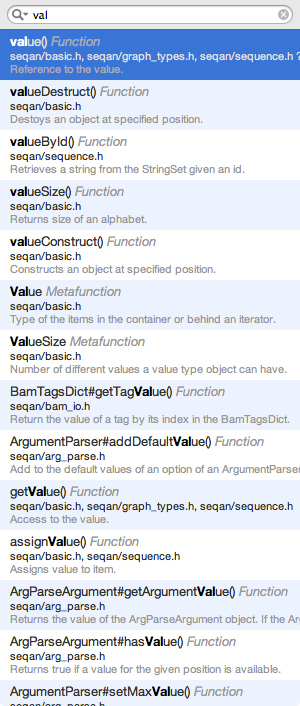 val
value() Function
seqan/basic.h, seqan/graph_types.h, seqan/sequence.h ?
Reference to the value.
valueDestruct() Function
seqan/basic.h
Destoys an object at specified position.
valueById() Function
seqan/sequence.h
Retrieves a string from the StringSet given an id.
valueSize() Function
seqan/basic.h
Returns size of an alphabet.
valueConstruct() Function
seqan/basic.h
Constructs an object at specified position.
Value Metafunction
seqan/basic.h
Type of the items in the container or behind an iterator.
ValueSize Metafunction
seqan/basic.h
Number of different values a value type object can have.
BamTagsDict#getTagValue() Function
seqan/bam_io.h
Return the value of a tag by its index in the BamTagsDict.
ArgumentParser#addDefaultValue() Function
seqan/arg_parse.h
Add to the default values of an option of an ArgumentParser
getValue() Function
seqan/basic.h, seqan/graph_types.h, seqan/sequence.h
Access to the value.
assignValue() Function
seqan/basic.h, seqan/sequence.h
Assigns value to item.
ArgParseArgument#getArgumentValue() Function
seqan/arg_parse.h
Returns the value of the ArgParseArgument object. If the Ar
ArgParseArgument#hasValue() Function
seqan/arg_parse.h
Returns true if a value for the given position is available.
ArgumentParser#setMaxValue() Function
seqan/arg_parse.h